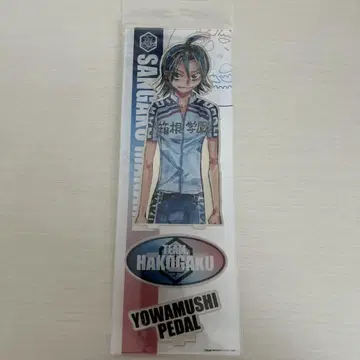 SANGAKU MANAMI
箱根学園
TEAM
HAKOGAKU
YOWAMUSHI
PEDAL